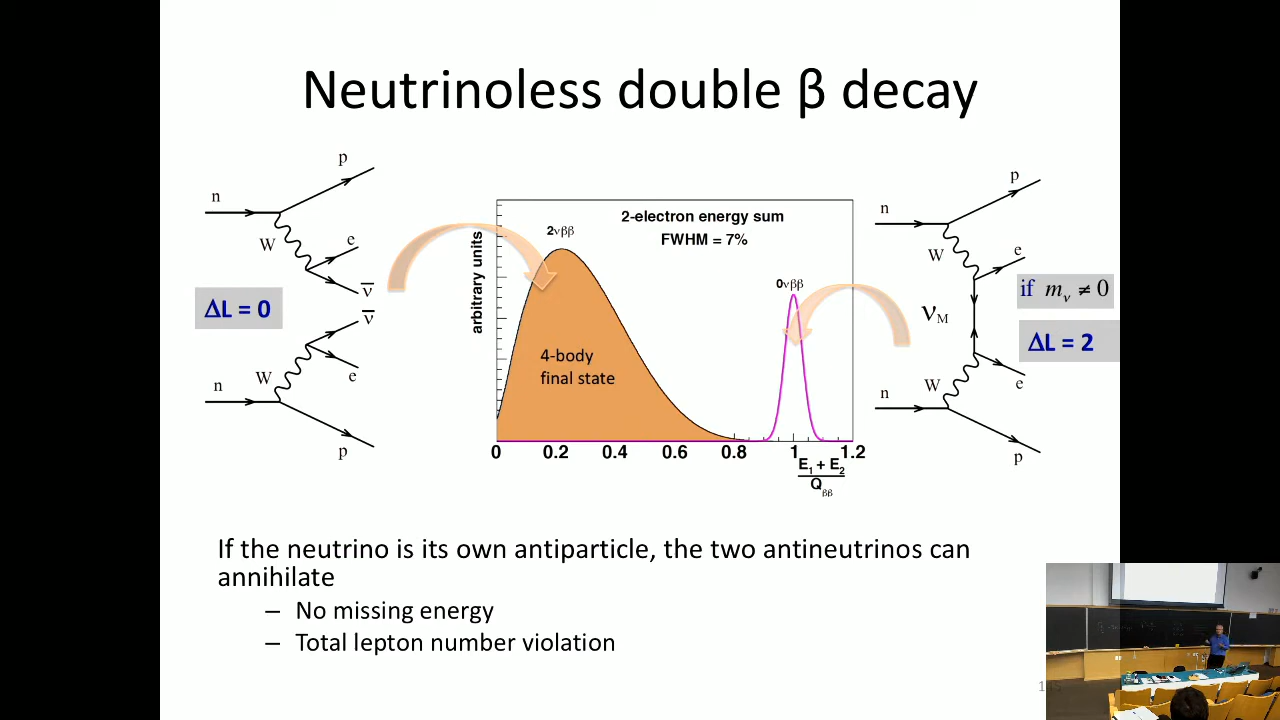 Neutrinoless double β decay
n
p
W
e
ν̅
ΔL = 0
ν̅
e
W
n
p
arbitrary units
2νββ
2-electron energy sum
FWHM = 7%
0νββ
4-body
final state
0 0.2 0.4 0.6 0.8 1 1.2
E₁ + E₂
Qββ
n
p
W
e
if mν ≠ 0
νM
ΔL = 2
e
W
n
p
If the neutrino is its own antiparticle, the two antineutrinos can
annihilate
– No missing energy
– Total lepton number violation